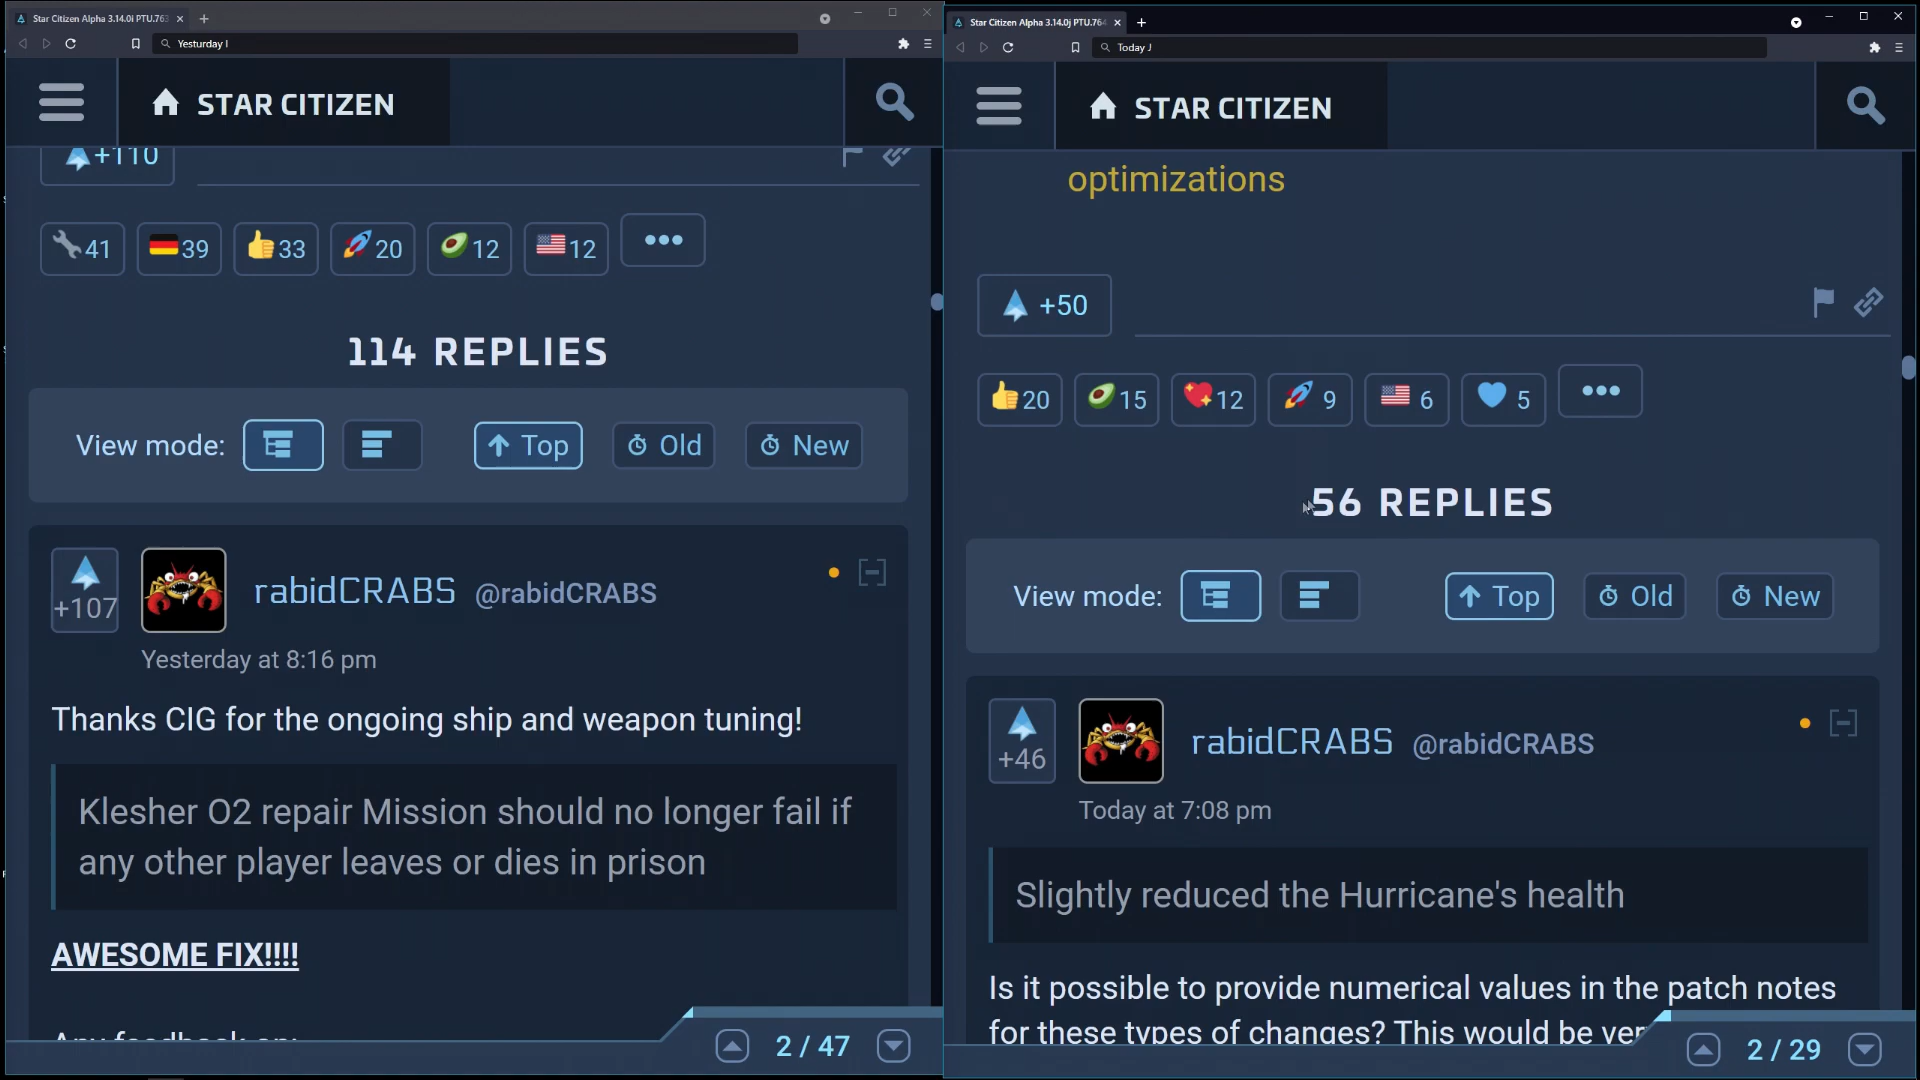 Star Citizen Alpha 3.14.0i PTU.763
Yesturday I
STAR CITIZEN
+110
41
39
33
20
12
12
114 REPLIES
View mode:
Top
Old
New
+107
rabidCRABS @rabidCRABS
Yesterday at 8:16 pm
Thanks CIG for the ongoing ship and weapon tuning!
Klesher O2 repair Mission should no longer fail if
any other player leaves or dies in prison
AWESOME FIX!!!!
Any feedback on:
2 / 47
Star Citizen Alpha 3.14.0j PTU.764
Today J
STAR CITIZEN
optimizations
+50
20
15
12
9
6
5
56 REPLIES
View mode:
Top
Old
New
+46
rabidCRABS @rabidCRABS
Today at 7:08 pm
Slightly reduced the Hurricane's health
Is it possible to provide numerical values in the patch notes
for these types of changes? This would be ver
2 / 29